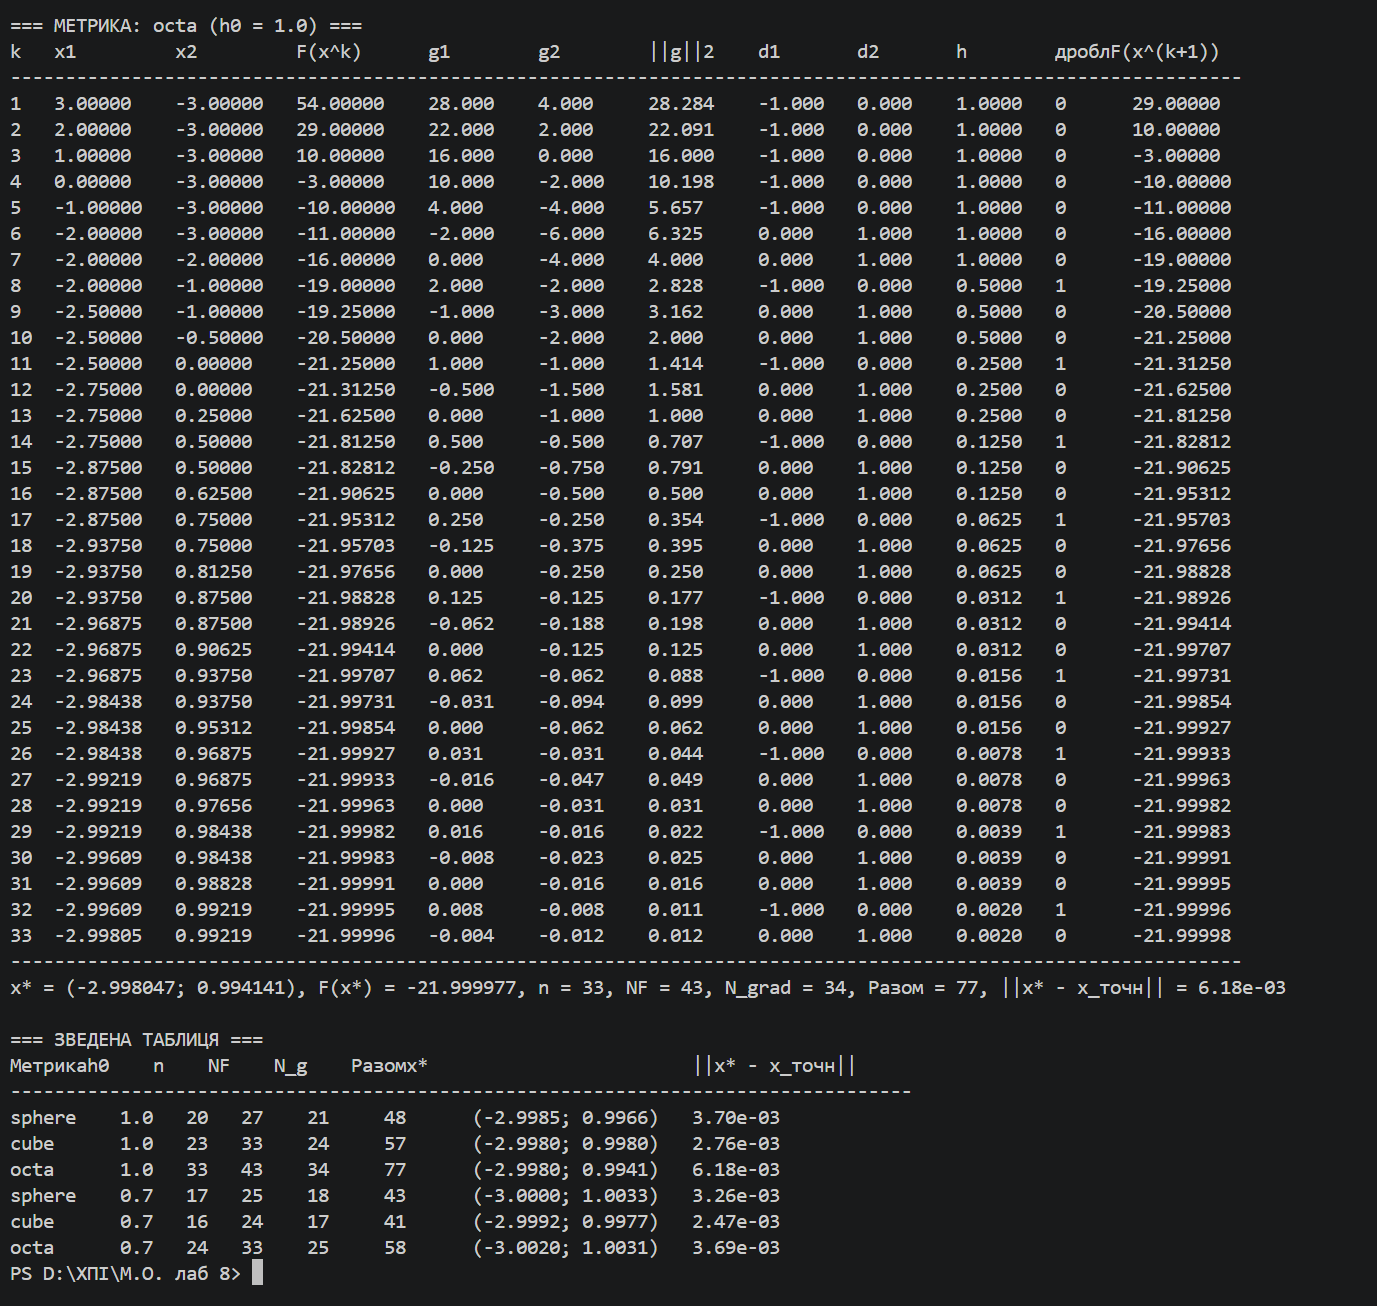 === МЕТРИКА: octa (h0 = 1.0) ===
k   x1         x2         F(x^k)      g1        g2        ||g||2    d1       d2       h        дроблF(x^(k+1))
----------------------------------------------------------------------------------------------------------------
1   3.00000    -3.00000   54.00000    28.000    4.000     28.284    -1.000   0.000    1.0000   0      29.00000
2   2.00000    -3.00000   29.00000    22.000    2.000     22.091    -1.000   0.000    1.0000   0      10.00000
3   1.00000    -3.00000   10.00000    16.000    0.000     16.000    -1.000   0.000    1.0000   0      -3.00000
4   0.00000    -3.00000   -3.00000    10.000    -2.000    10.198    -1.000   0.000    1.0000   0      -10.00000
5   -1.00000   -3.00000   -10.00000   4.000     -4.000    5.657     -1.000   0.000    1.0000   0      -11.00000
6   -2.00000   -3.00000   -11.00000   -2.000    -6.000    6.325     0.000    1.000    1.0000   0      -16.00000
7   -2.00000   -2.00000   -16.00000   0.000     -4.000    4.000     0.000    1.000    1.0000   0      -19.00000
8   -2.00000   -1.00000   -19.00000   2.000     -2.000    2.828     -1.000   0.000    0.5000   1      -19.25000
9   -2.50000   -1.00000   -19.25000   -1.000    -3.000    3.162     0.000    1.000    0.5000   0      -20.50000
10  -2.50000   -0.50000   -20.50000   0.000     -2.000    2.000     0.000    1.000    0.5000   0      -21.25000
11  -2.50000   0.00000    -21.25000   1.000     -1.000    1.414     -1.000   0.000    0.2500   1      -21.31250
12  -2.75000   0.00000    -21.31250   -0.500    -1.500    1.581     0.000    1.000    0.2500   0      -21.62500
13  -2.75000   0.25000    -21.62500   0.000     -1.000    1.000     0.000    1.000    0.2500   0      -21.81250
14  -2.75000   0.50000    -21.81250   0.500     -0.500    0.707     -1.000   0.000    0.1250   1      -21.82812
15  -2.87500   0.50000    -21.82812   -0.250    -0.750    0.791     0.000    1.000    0.1250   0      -21.90625
16  -2.87500   0.62500    -21.90625   0.000     -0.500    0.500     0.000    1.000    0.1250   0      -21.95312
17  -2.87500   0.75000    -21.95312   0.250     -0.250    0.354     -1.000   0.000    0.0625   1      -21.95703
18  -2.93750   0.75000    -21.95703   -0.125    -0.375    0.395     0.000    1.000    0.0625   0      -21.97656
19  -2.93750   0.81250    -21.97656   0.000     -0.250    0.250     0.000    1.000    0.0625   0      -21.98828
20  -2.93750   0.87500    -21.98828   0.125     -0.125    0.177     -1.000   0.000    0.0312   1      -21.98926
21  -2.96875   0.87500    -21.98926   -0.062    -0.188    0.198     0.000    1.000    0.0312   0      -21.99414
22  -2.96875   0.90625    -21.99414   0.000     -0.125    0.125     0.000    1.000    0.0312   0      -21.99707
23  -2.96875   0.93750    -21.99707   0.062     -0.062    0.088     -1.000   0.000    0.0156   1      -21.99731
24  -2.98438   0.93750    -21.99731   -0.031    -0.094    0.099     0.000    1.000    0.0156   0      -21.99854
25  -2.98438   0.95312    -21.99854   0.000     -0.062    0.062     0.000    1.000    0.0156   0      -21.99927
26  -2.98438   0.96875    -21.99927   0.031     -0.031    0.044     -1.000   0.000    0.0078   1      -21.99933
27  -2.99219   0.96875    -21.99933   -0.016    -0.047    0.049     0.000    1.000    0.0078   0      -21.99963
28  -2.99219   0.97656    -21.99963   0.000     -0.031    0.031     0.000    1.000    0.0078   0      -21.99982
29  -2.99219   0.98438    -21.99982   0.016     -0.016    0.022     -1.000   0.000    0.0039   1      -21.99983
30  -2.99609   0.98438    -21.99983   -0.008    -0.023    0.025     0.000    1.000    0.0039   0      -21.99991
31  -2.99609   0.98828    -21.99991   0.000     -0.016    0.016     0.000    1.000    0.0039   0      -21.99995
32  -2.99609   0.99219    -21.99995   0.008     -0.008    0.011     -1.000   0.000    0.0020   1      -21.99996
33  -2.99805   0.99219    -21.99996   -0.004    -0.012    0.012     0.000    1.000    0.0020   0      -21.99998
----------------------------------------------------------------------------------------------------------------
x* = (-2.998047; 0.994141), F(x*) = -21.999977, n = 33, NF = 43, N_grad = 34, Разом = 77, ||x* - x_точн|| = 6.18e-03
=== ЗВЕДЕНА ТАБЛИЦЯ ===
Метрикаh0    n    NF    N_g    Разомx*                        ||x* - x_точн||
----------------------------------------------------------------------------------
sphere    1.0   20   27    21     48      (-2.9985; 0.9966)   3.70e-03
cube      1.0   23   33    24     57      (-2.9980; 0.9980)   2.76e-03
octa      1.0   33   43    34     77      (-2.9980; 0.9941)   6.18e-03
sphere    0.7   17   25    18     43      (-3.0000; 1.0033)   3.26e-03
cube      0.7   16   24    17     41      (-2.9992; 0.9977)   2.47e-03
octa      0.7   24   33    25     58      (-3.0020; 1.0031)   3.69e-03
PS D:\ХПІ\М.О. лаб 8>